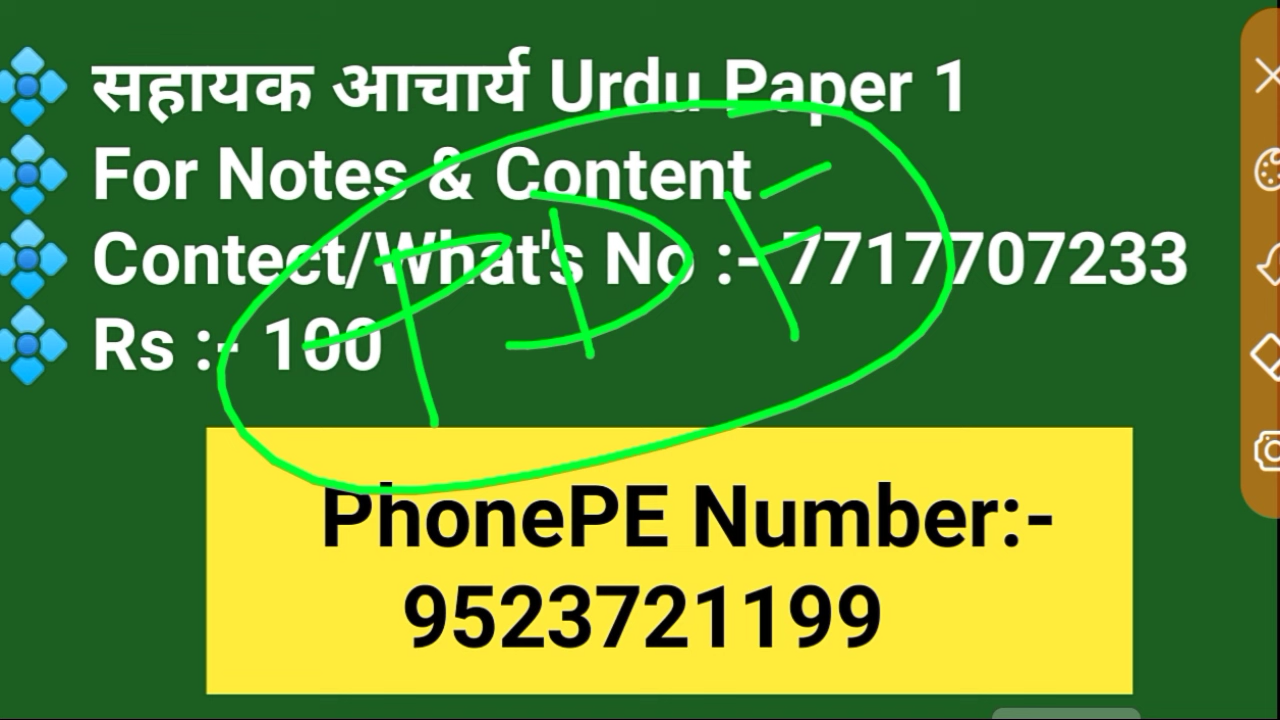 सहायक आचार्य Urdu Paper 1
For Notes & Content
Contect/What's No :- 7717707233
Rs :- 100
PDF
PhonePE Number:-
9523721199